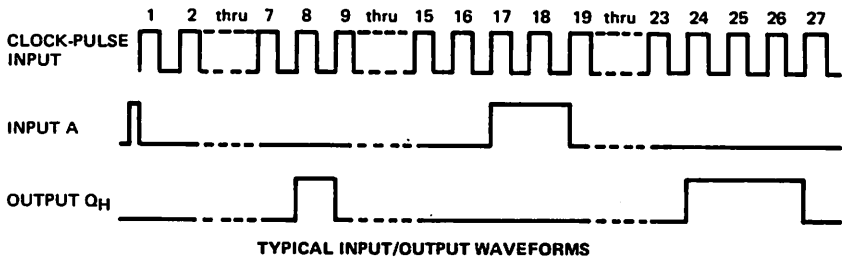 1 2 thru 7 8 9 thru 15 16 17 18 19 thru 23 24 25 26 27
CLOCK-PULSE
INPUT
INPUT A
OUTPUT QH
TYPICAL INPUT/OUTPUT WAVEFORMS